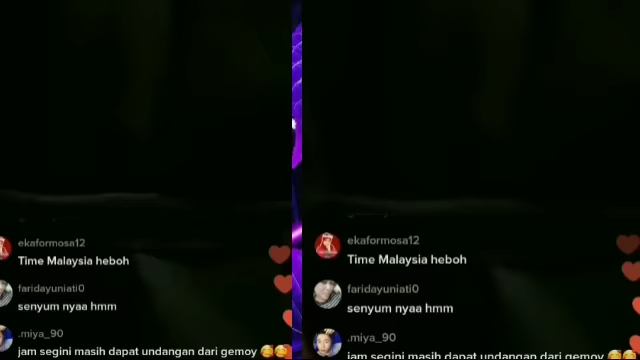 ekaformosa12
Time Malaysia heboh
faridayuniati0
senyum nyaa hmm
.miya_90
jam segini masih dapat undangan dari gemoy 🥰🥰
ekaformosa12
Time Malaysia heboh
faridayuniati0
senyum nyaa hmm
.miya_90
jam segini masih dapat undangan dari gemoy 🥰🥰